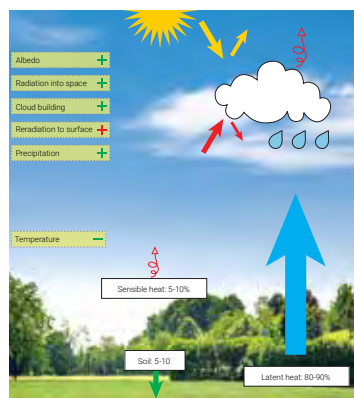 Albedo +
Radiation into space +
Cloud building +
Reradiation to surface +
Precipitation +
Temperature −
Sensible heat: 5-10%
Soil: 5-10
Latent heat: 80-90%